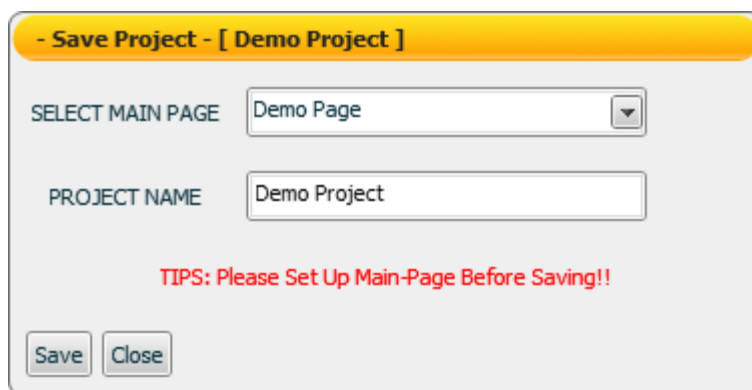 - Save Project - [ Demo Project ]
SELECT MAIN PAGE Demo Page
PROJECT NAME Demo Project
TIPS: Please Set Up Main-Page Before Saving!!
Save Close